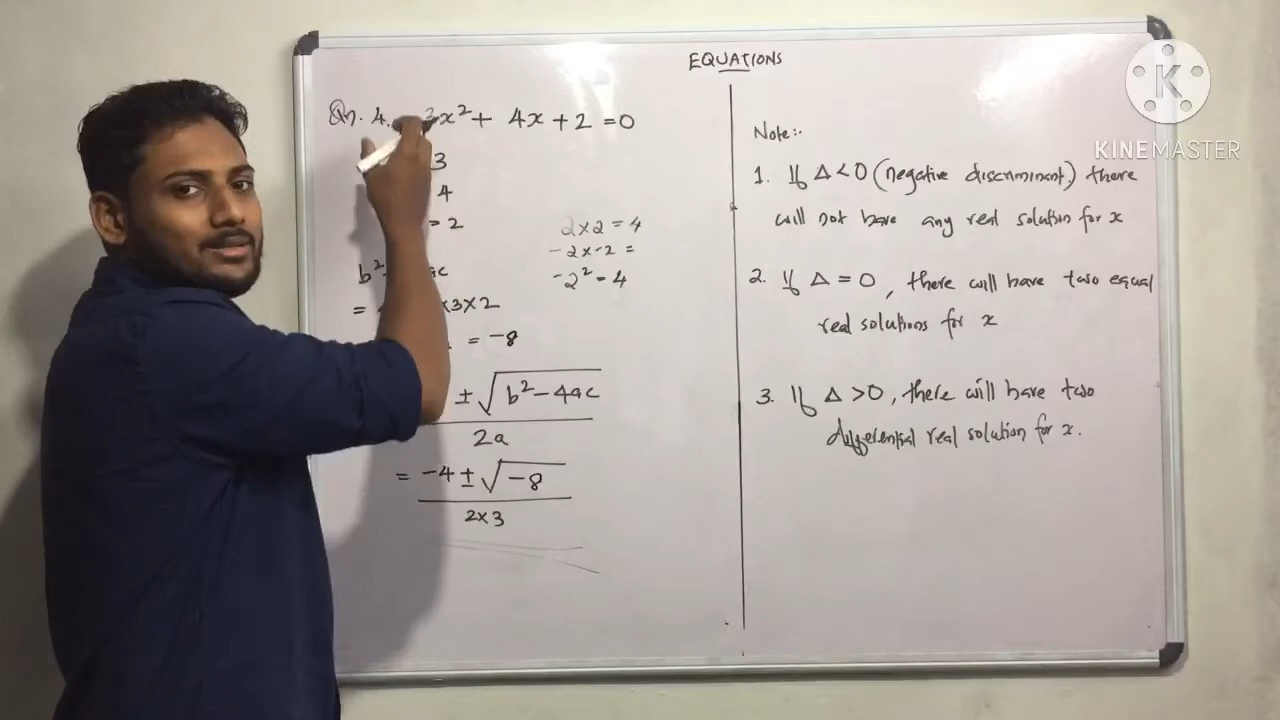 EQUATIONS
Qn. 4. 3x² + 4x + 2 = 0
3
4
= 2
b² ac
= ×3×2
= -8
± √b² - 4ac
2a
= -4 ± √-8
2×3
2 × 2 = 4
-2 × -2 =
-2² = 4
Note:-
1. If Δ < 0 (negative discriminant) there
will not have any real solution for x
2. If Δ = 0, there will have two equal
real solutions for x
3. If Δ > 0, there will have two
differential real solution for x.
K
KINEMASTER